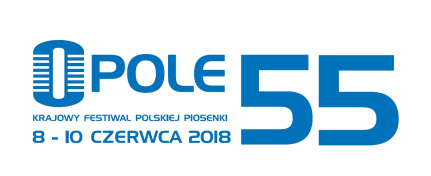 OPOLE 55
KRAJOWY FESTIWAL POLSKIEJ PIOSENKI
8 - 10 CZERWCA 2018